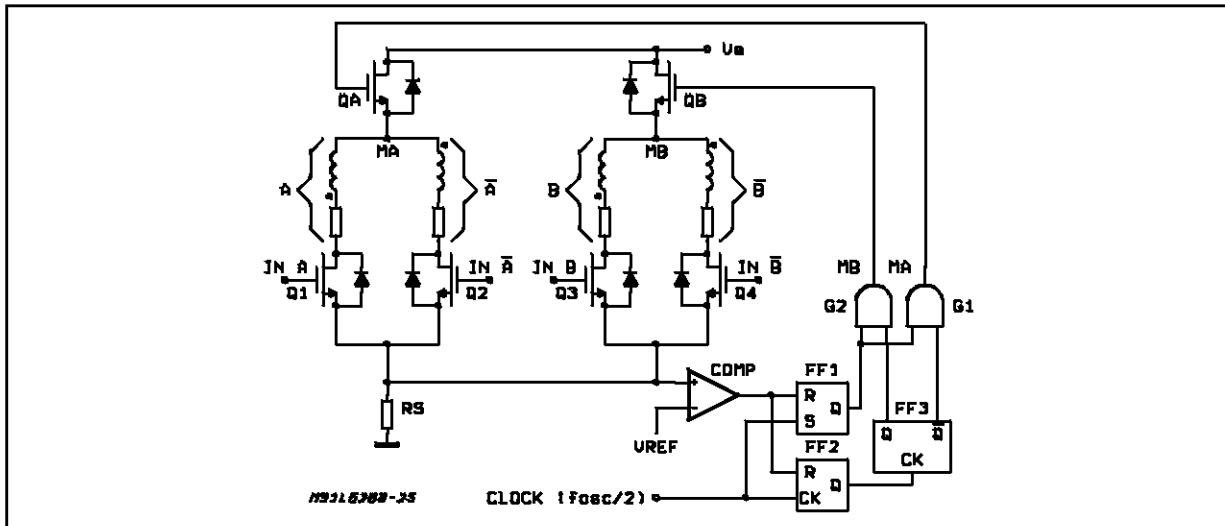 Vs
QA
QB
MA
MB
A
A̅
B
B̅
IN A
IN A̅
IN B
IN B̅
Q1
Q2
Q3
Q4
MB
MA
G2
G1
COMP
+
-
FF1
R
Q
S
FF3
Q
Q̅
CK
RS
VREF
FF2
R
Q
CK
CLOCK (fosc/2)